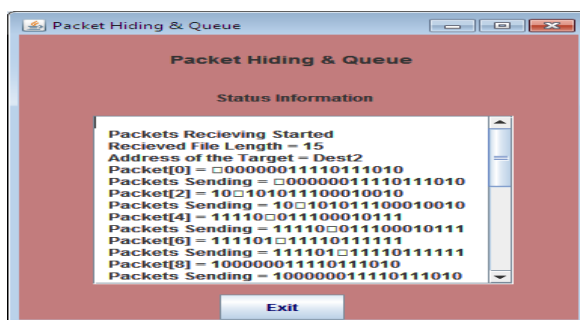 Packet Hiding & Queue
Packet Hiding & Queue
Status Information
Packets Recieving Started
Recieved File Length = 15
Address of the Target = Dest2
Packet[0] = □00000011110111010
Packets Sending = □00000011110111010
Packet[2] = 10□101011100010010
Packets Sending = 10□101011100010010
Packet[4] = 11110□011100010111
Packets Sending = 11110□011100010111
Packet[6] = 111101□11110111111
Packets Sending = 111101□11110111111
Packet[8] = 100000011110111010
Packets Sending = 100000011110111010
Exit